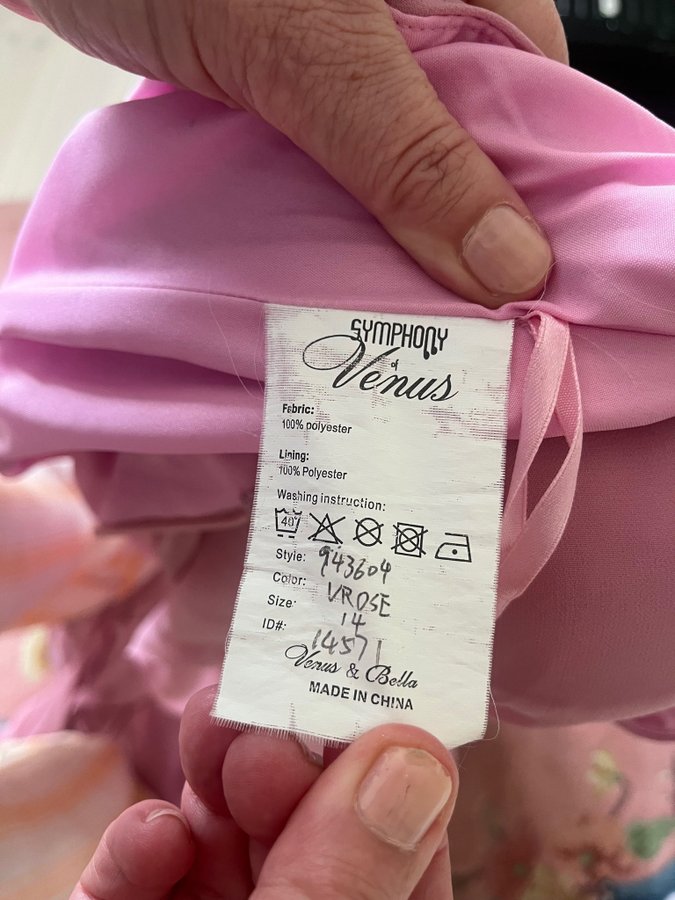 SYMPHONY
of
Venus
Fabric:
100% polyester
Lining:
100% Polyester
Washing instruction:
40°
Style: 943604
Color: VROSE
Size: 14
ID#: 14571
Venus & Bella
MADE IN CHINA